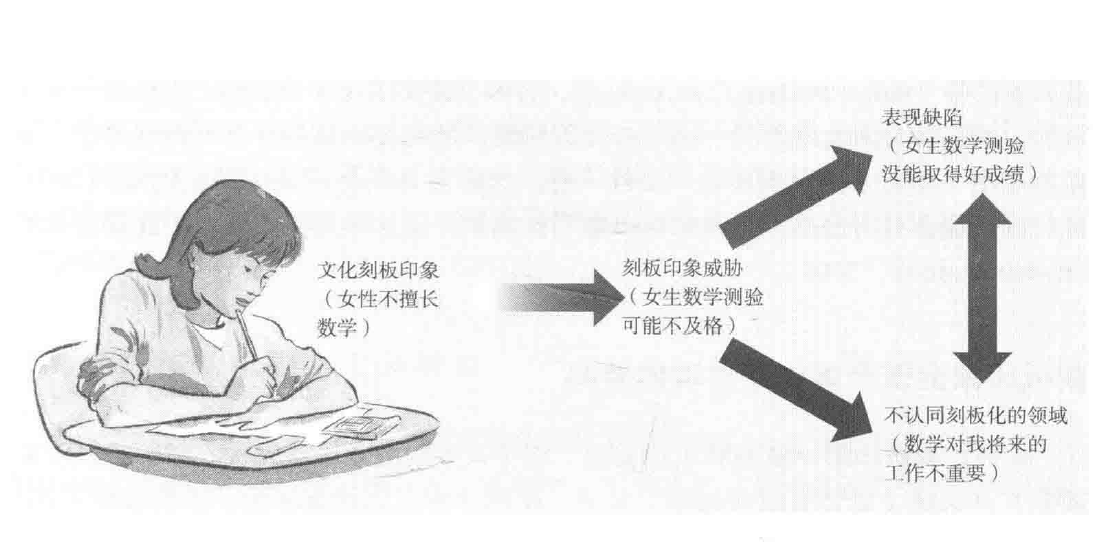 表现缺陷
（女生数学测验
没能取得好成绩）
文化刻板印象
（女性不擅长
数学）
刻板印象威胁
（女生数学测验
可能不及格）
不认同刻板化的领域
（数学对我将来的
工作不重要）